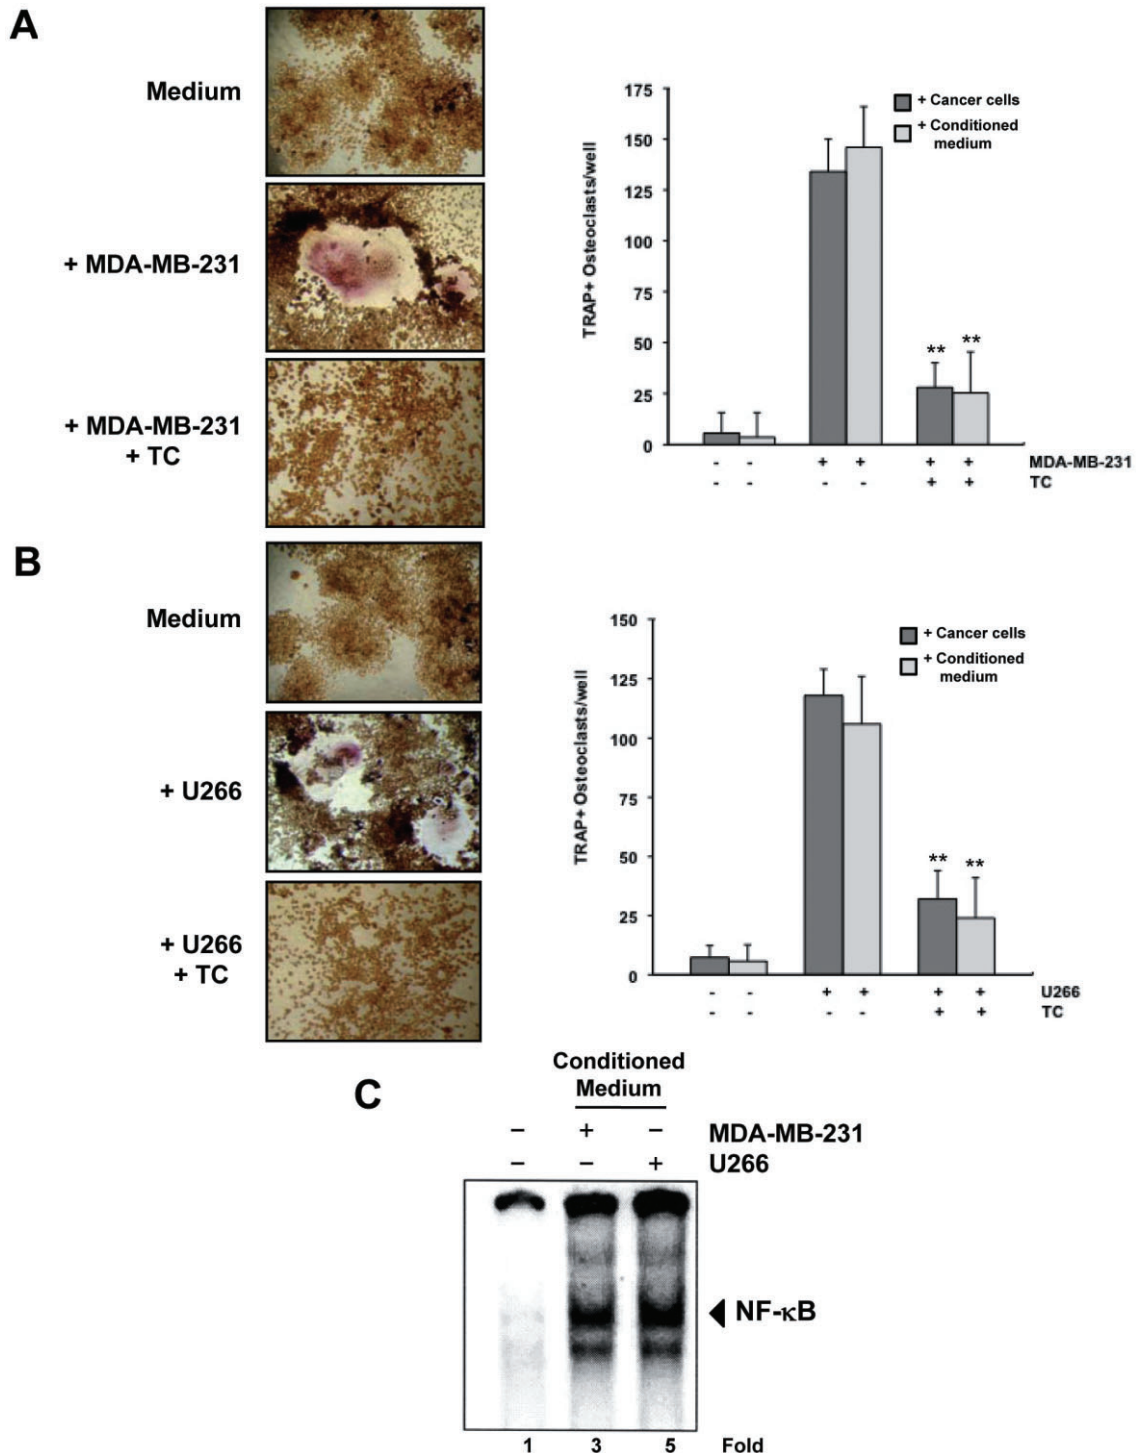 A
Medium
+ MDA-MB-231
+ MDA-MB-231
+ TC
TRAP+ Osteoclasts/well
175
150
125
100
75
50
25
0
+ Cancer cells
+ Conditioned
medium
** **
- - + + + + MDA-MB-231
- - - - + + TC
B
Medium
+ U266
+ U266
+ TC
TRAP+ Osteoclasts/well
150
125
100
75
50
25
0
+ Cancer cells
+ Conditioned
medium
** **
- - + + + + U266
- - - - + + TC
C
Conditioned
Medium
– + – MDA-MB-231
– – + U266
NF-κB
1 3 5 Fold